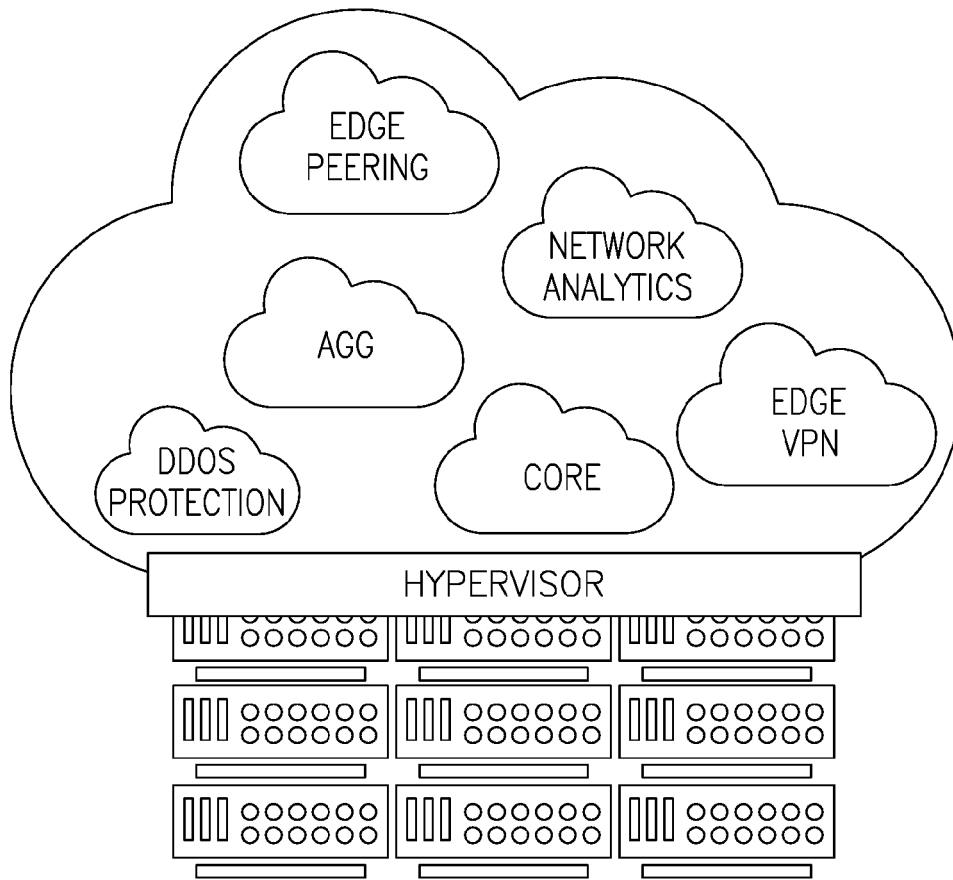 EDGE
PEERING
NETWORK
ANALYTICS
AGG
EDGE
VPN
DDOS
PROTECTION
CORE
HYPERVISOR